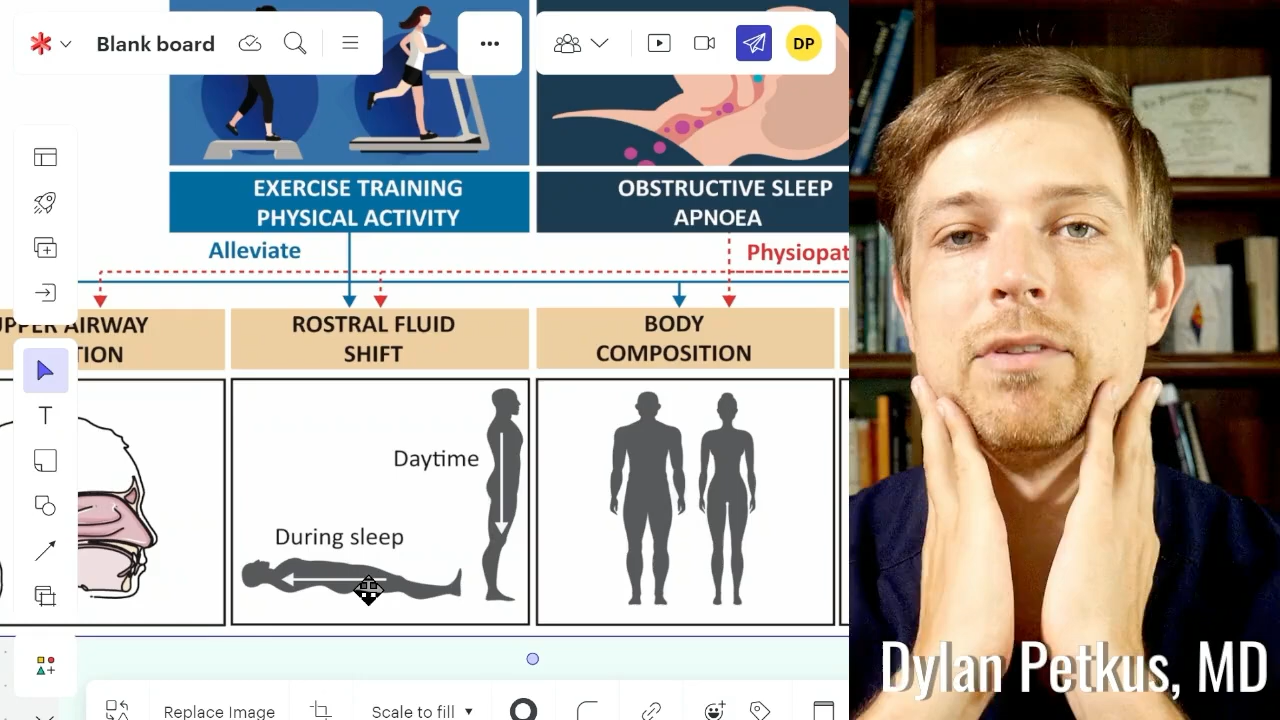 Blank board
DP
EXERCISE TRAINING
PHYSICAL ACTIVITY
OBSTRUCTIVE SLEEP
APNOEA
Alleviate
Physiopat
UPPER AIRWAY
TION
ROSTRAL FLUID
SHIFT
BODY
COMPOSITION
Daytime
During sleep
T
Replace Image
Scale to fill
Dylan Petkus, MD